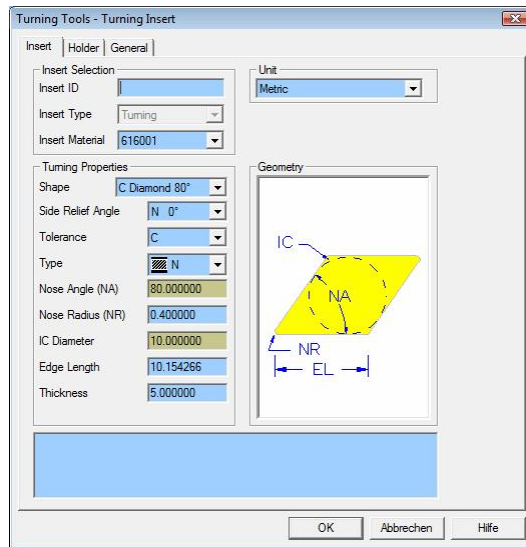 Turning Tools - Turning Insert
Insert Holder General
Insert Selection
Insert ID
Insert Type Turning
Insert Material 616001
Unit
Metric
Turning Properties
Shape C Diamond 80°
Side Relief Angle N 0°
Tolerance C
Type N
Nose Angle (NA) 80.000000
Nose Radius (NR) 0.400000
IC Diameter 10.000000
Edge Length 10.154266
Thickness 5.000000
Geometry
IC
NA
NR
EL
OK Abbrechen Hilfe